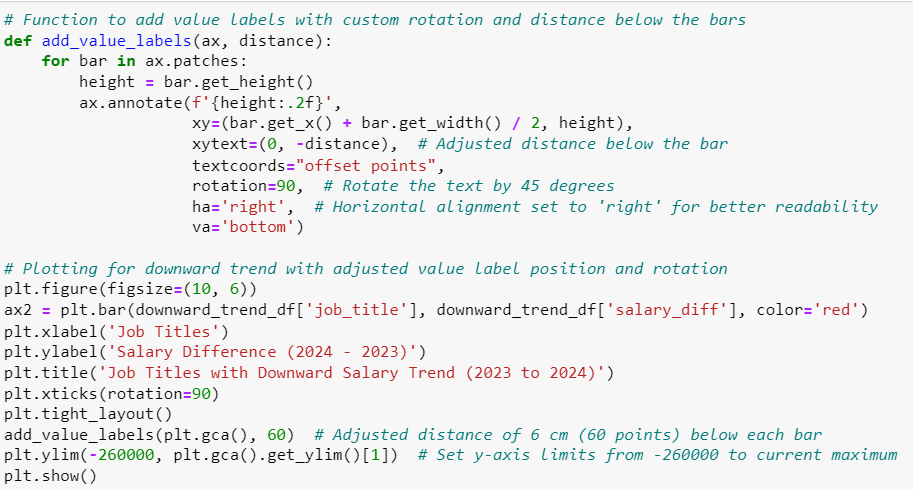 # Function to add value labels with custom rotation and distance below the bars
def add_value_labels(ax, distance):
    for bar in ax.patches:
        height = bar.get_height()
        ax.annotate(f'{height:.2f}',
                    xy=(bar.get_x() + bar.get_width() / 2, height),
                    xytext=(0, -distance),  # Adjusted distance below the bar
                    textcoords="offset points",
                    rotation=90,  # Rotate the text by 45 degrees
                    ha='right',  # Horizontal alignment set to 'right' for better readability
                    va='bottom')
# Plotting for downward trend with adjusted value label position and rotation
plt.figure(figsize=(10, 6))
ax2 = plt.bar(downward_trend_df['job_title'], downward_trend_df['salary_diff'], color='red')
plt.xlabel('Job Titles')
plt.ylabel('Salary Difference (2024 - 2023)')
plt.title('Job Titles with Downward Salary Trend (2023 to 2024)')
plt.xticks(rotation=90)
plt.tight_layout()
add_value_labels(plt.gca(), 60)  # Adjusted distance of 6 cm (60 points) below each bar
plt.ylim(-260000, plt.gca().get_ylim()[1])  # Set y-axis limits from -260000 to current maximum
plt.show()